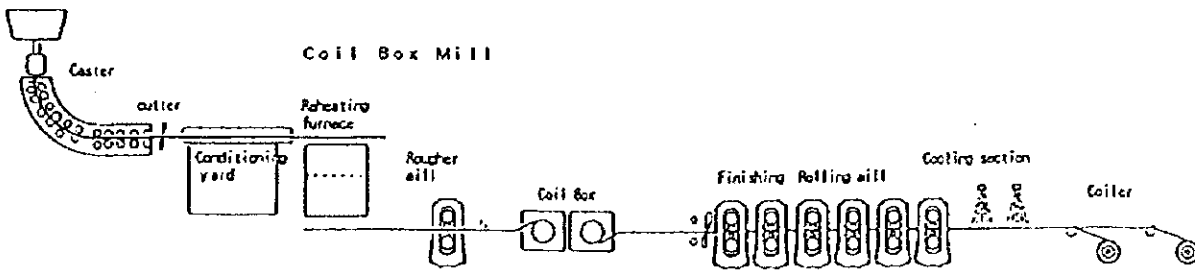 Coil Box Mill
Caster
cutter
Reheating
furnace
Conditioning
yard
Rougher
mill
Coil Box
Finishing Rolling mill
Cooling section
Coiler